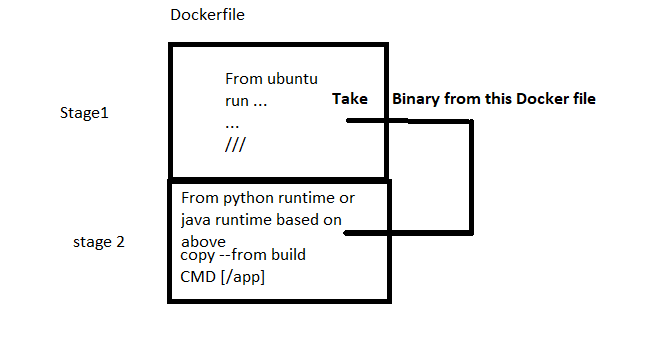 Dockerfile
From ubuntu
run ...
Take Binary from this Docker file
Stage1
...
///
From python runtime or
java runtime based on
above
stage 2
copy --from build
CMD [/app]